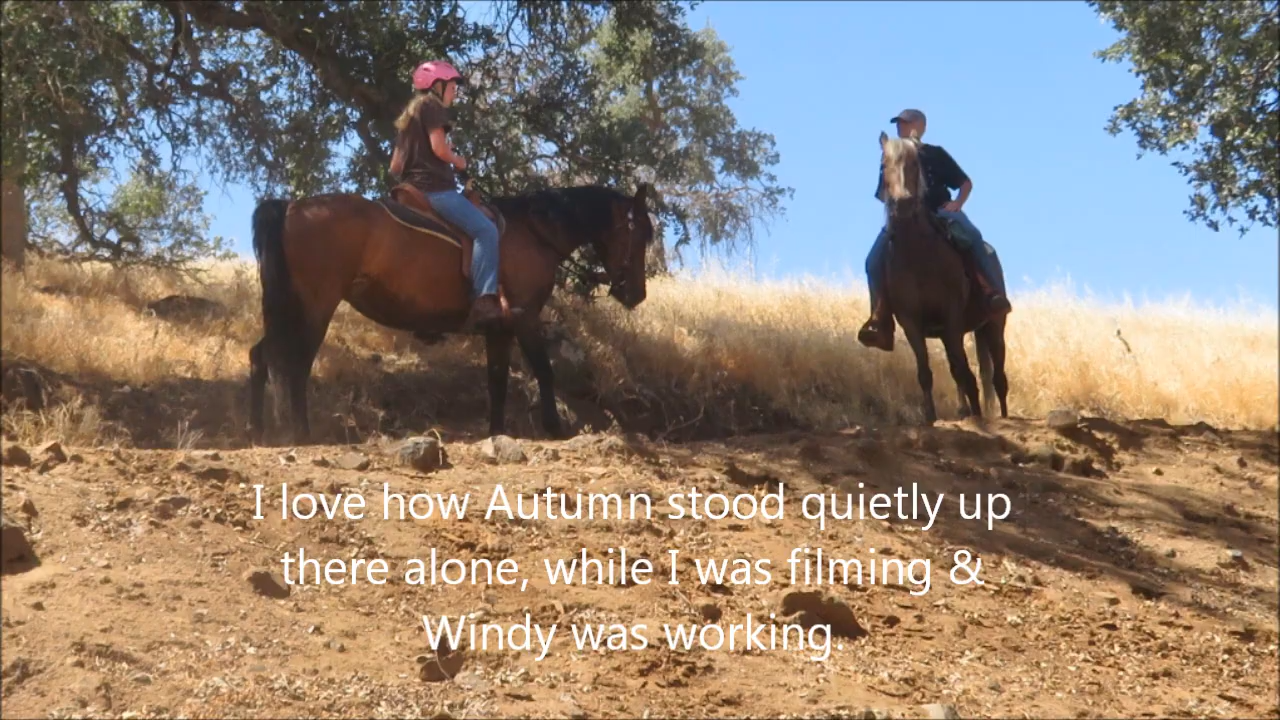 I love how Autumn stood quietly up
there alone, while I was filming &
Windy was working.